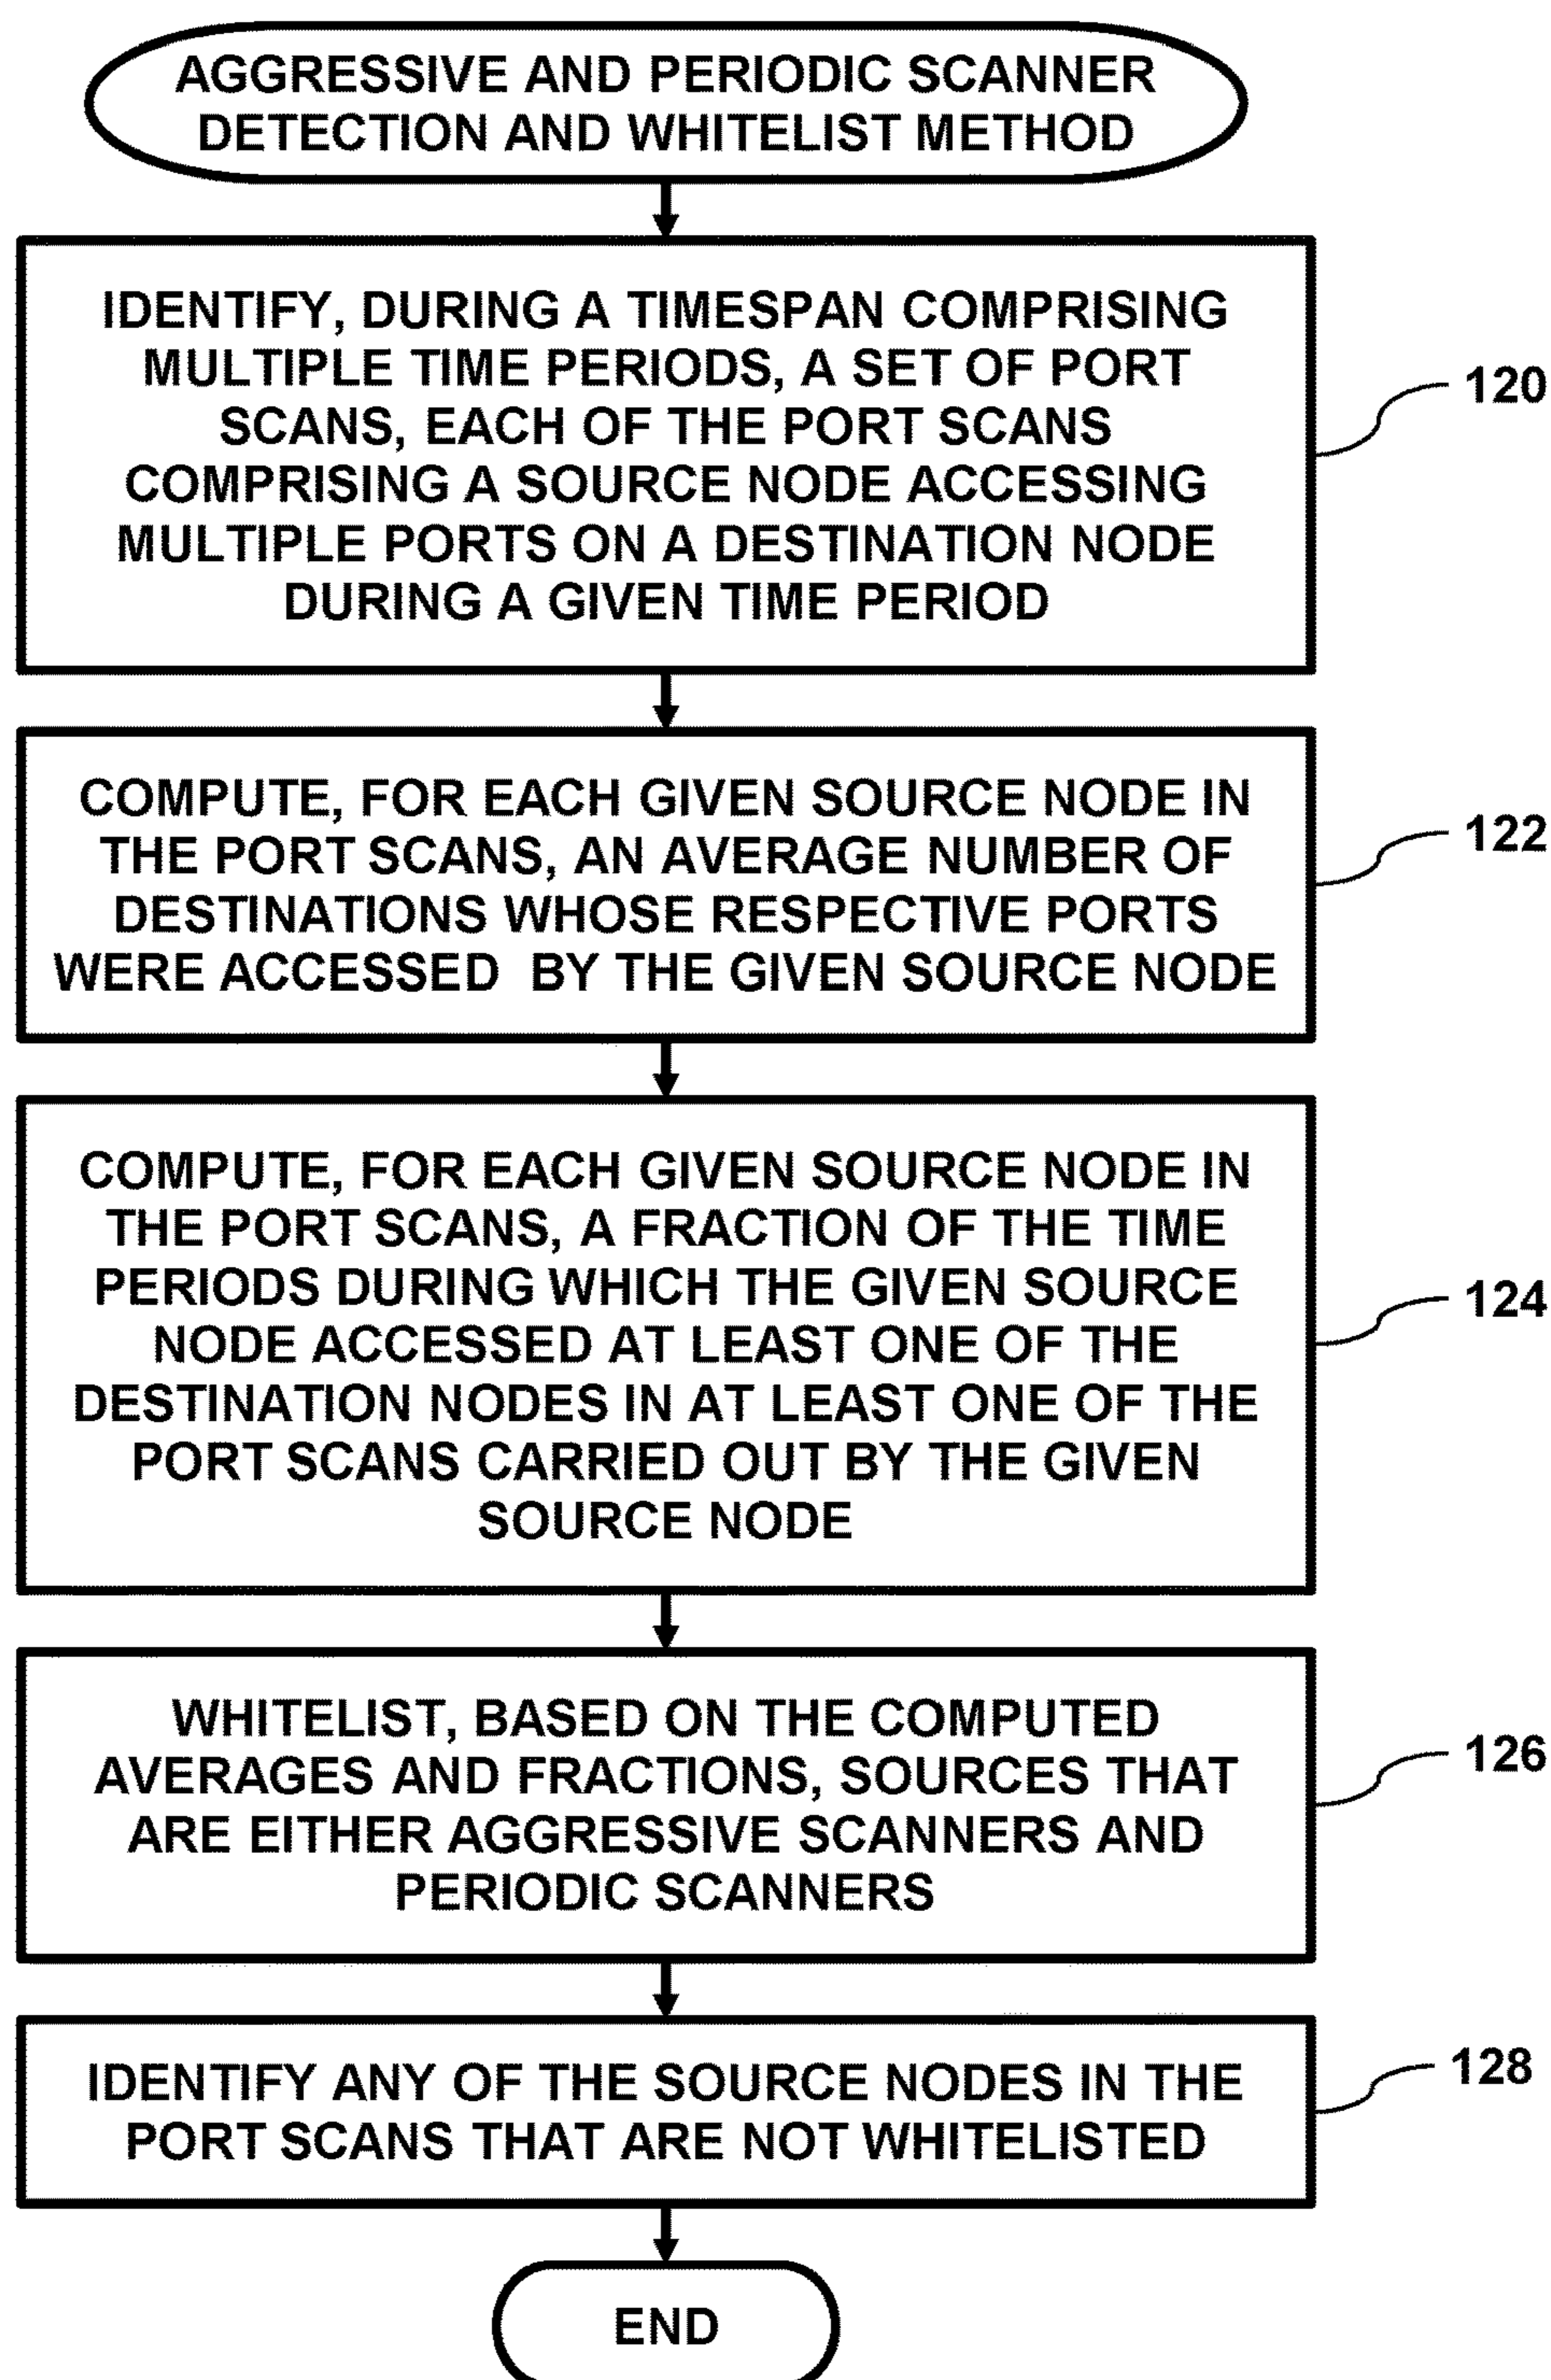 AGGRESSIVE AND PERIODIC SCANNER
DETECTION AND WHITELIST METHOD
IDENTIFY, DURING A TIMESPAN COMPRISING
MULTIPLE TIME PERIODS, A SET OF PORT
SCANS, EACH OF THE PORT SCANS
COMPRISING A SOURCE NODE ACCESSING
MULTIPLE PORTS ON A DESTINATION NODE
DURING A GIVEN TIME PERIOD
120
COMPUTE, FOR EACH GIVEN SOURCE NODE IN
THE PORT SCANS, AN AVERAGE NUMBER OF
DESTINATIONS WHOSE RESPECTIVE PORTS
WERE ACCESSED BY THE GIVEN SOURCE NODE
122
COMPUTE, FOR EACH GIVEN SOURCE NODE IN
THE PORT SCANS, A FRACTION OF THE TIME
PERIODS DURING WHICH THE GIVEN SOURCE
NODE ACCESSED AT LEAST ONE OF THE
DESTINATION NODES IN AT LEAST ONE OF THE
PORT SCANS CARRIED OUT BY THE GIVEN
SOURCE NODE
124
WHITELIST, BASED ON THE COMPUTED
AVERAGES AND FRACTIONS, SOURCES THAT
ARE EITHER AGGRESSIVE SCANNERS AND
PERIODIC SCANNERS
126
IDENTIFY ANY OF THE SOURCE NODES IN THE
PORT SCANS THAT ARE NOT WHITELISTED
128
END